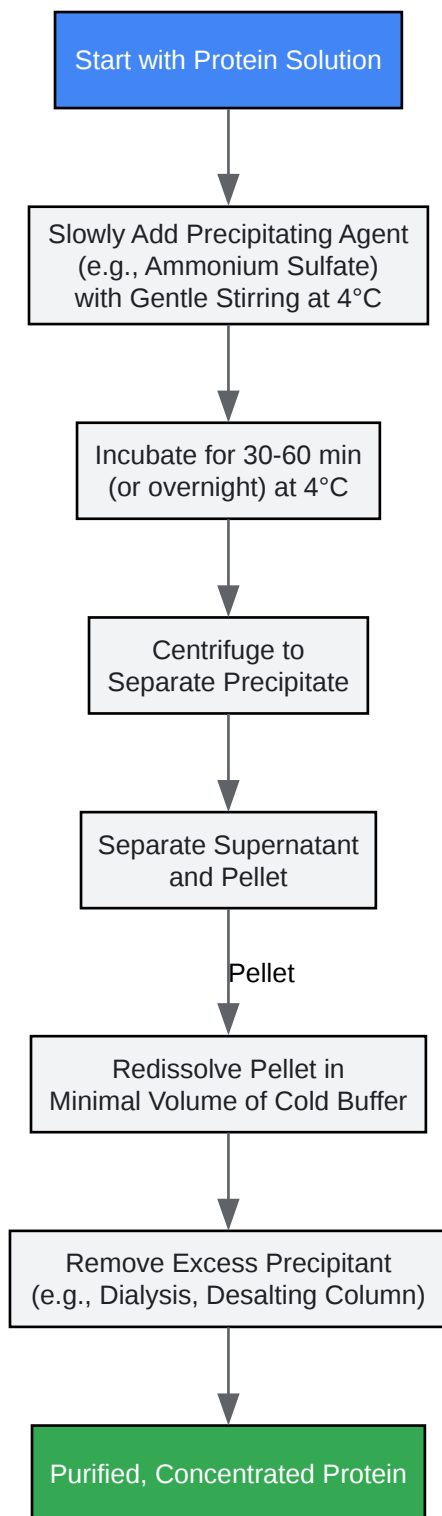 Start with Protein Solution
Slowly Add Precipitating Agent
(e.g., Ammonium Sulfate)
with Gentle Stirring at 4°C
Incubate for 30-60 min
(or overnight) at 4°C
Centrifuge to
Separate Precipitate
Separate Supernatant
and Pellet
Pellet
Redissolve Pellet in
Minimal Volume of Cold Buffer
Remove Excess Precipitant
(e.g., Dialysis, Desalting Column)
Purified, Concentrated Protein